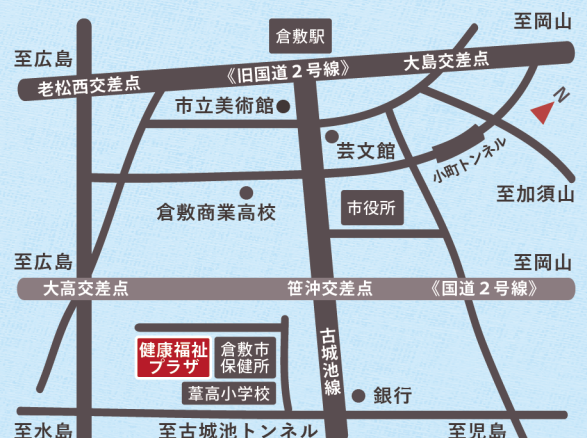 至岡山
倉敷駅
至広島
大島交差点
《旧国道2号線》
老松西交差点
N
市立美術館
芸文館
小町トンネル
至加須山
倉敷商業高校
市役所
至広島
至岡山
大高交差点
笹沖交差点
《国道2号線》
古城池線
健康福祉
プラザ
倉敷市
保健所
葦高小学校
銀行
至水島
至古城池トンネル
至児島